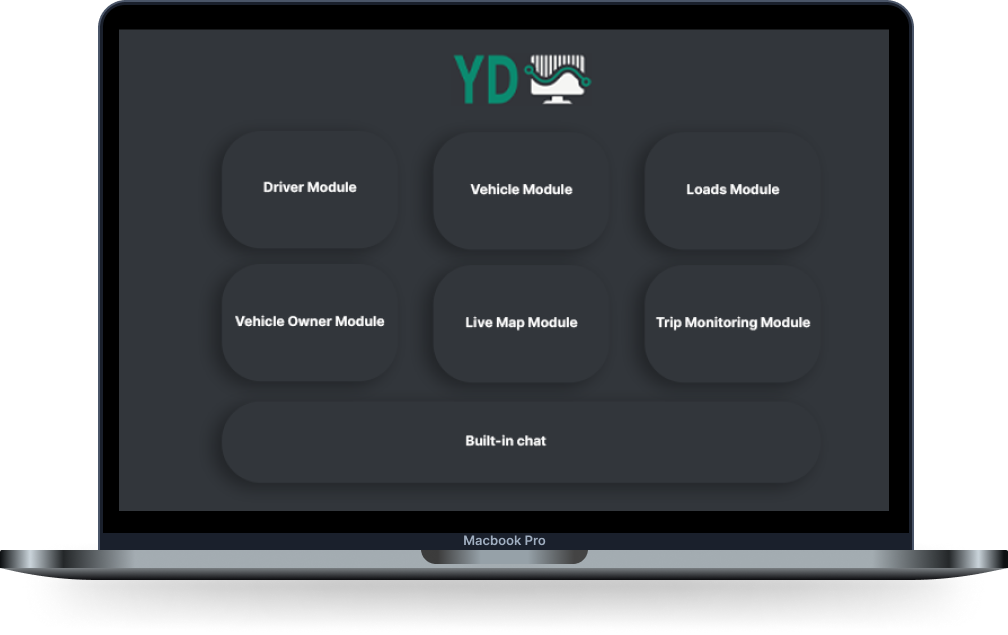 YD
Driver Module
Vehicle Module
Loads Module
Vehicle Owner Module
Live Map Module
Trip Monitoring Module
Built-in chat
Macbook Pro